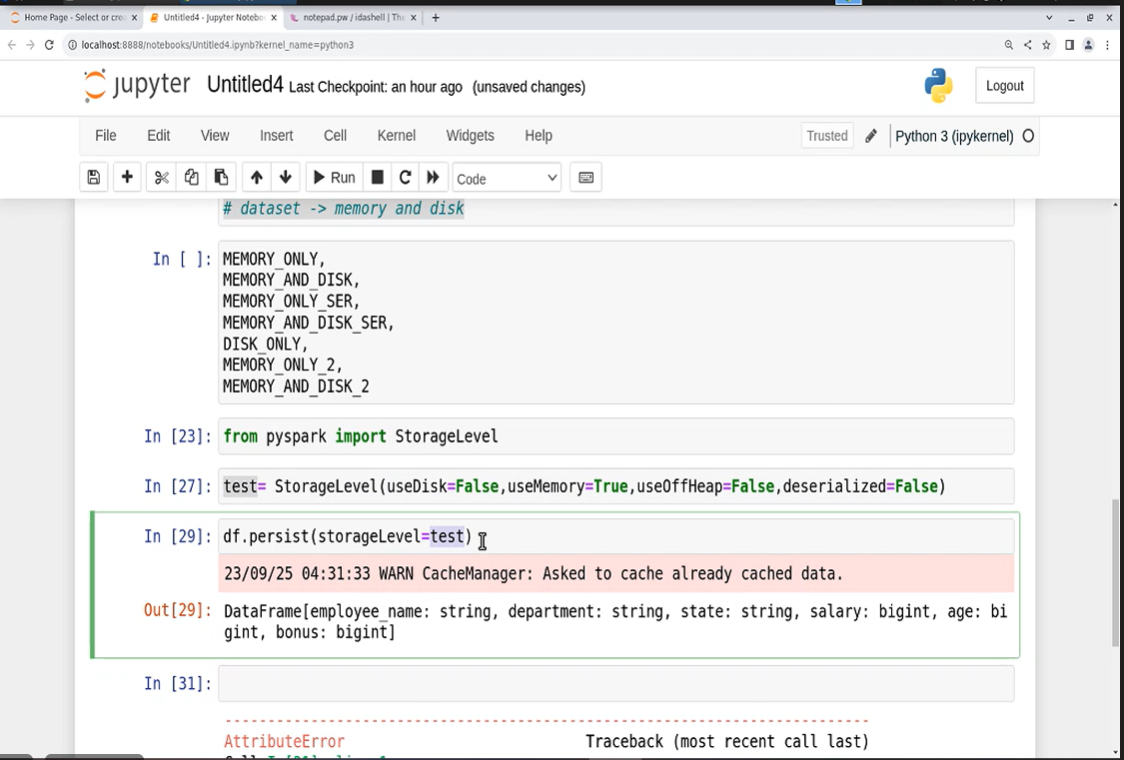 Home Page - Select or crea
Untitled4 - Jupyter Noteboo
notepad.pw / idashell | The
localhost:8888/notebooks/Untitled4.ipynb?kernel_name=python3
jupyter Untitled4 Last Checkpoint: an hour ago (unsaved changes)
Logout
File Edit View Insert Cell Kernel Widgets Help
Trusted
Python 3 (ipykernel)
Run
Code
# dataset -> memory and disk
In [ ]:
MEMORY_ONLY,
MEMORY_AND_DISK,
MEMORY_ONLY_SER,
MEMORY_AND_DISK_SER,
DISK_ONLY,
MEMORY_ONLY_2,
MEMORY_AND_DISK_2
In [23]: from pyspark import StorageLevel
In [27]: test= StorageLevel(useDisk=False,useMemory=True,useOffHeap=False,deserialized=False)
In [29]: df.persist(storageLevel=test)
23/09/25 04:31:33 WARN CacheManager: Asked to cache already cached data.
Out[29]: DataFrame[employee_name: string, department: string, state: string, salary: bigint, age: bi
gint, bonus: bigint]
In [31]:
---------------------------------------------------------------------------
AttributeError Traceback (most recent call last)